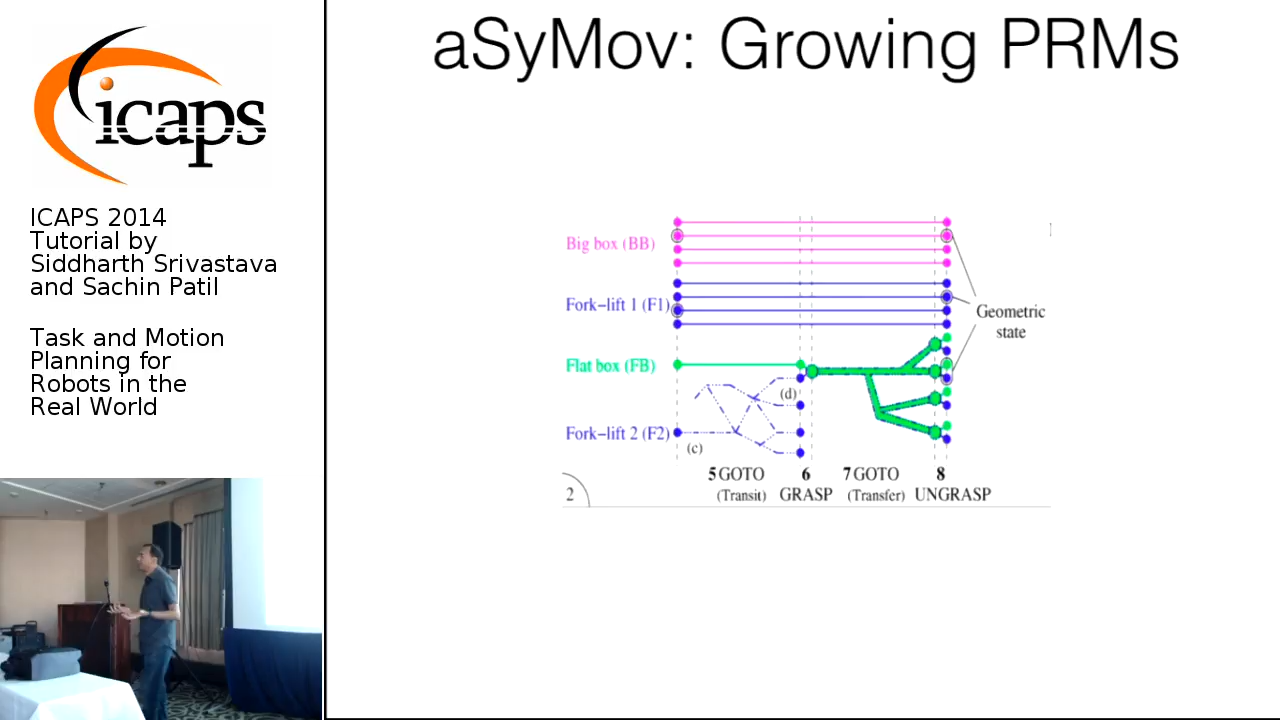 icaps
ICAPS 2014
Tutorial by
Siddharth Srivastava
and Sachin Patil
Task and Motion
Planning for
Robots in the
Real World
aSyMov: Growing PRMs
Big box (BB)
Fork-lift 1 (F1)
Geometric
state
Flat box (FB)
(d)
Fork-lift 2 (F2)
(c)
5 GOTO 6 7 GOTO 8
2 (Transit) GRASP (Transfer) UNGRASP